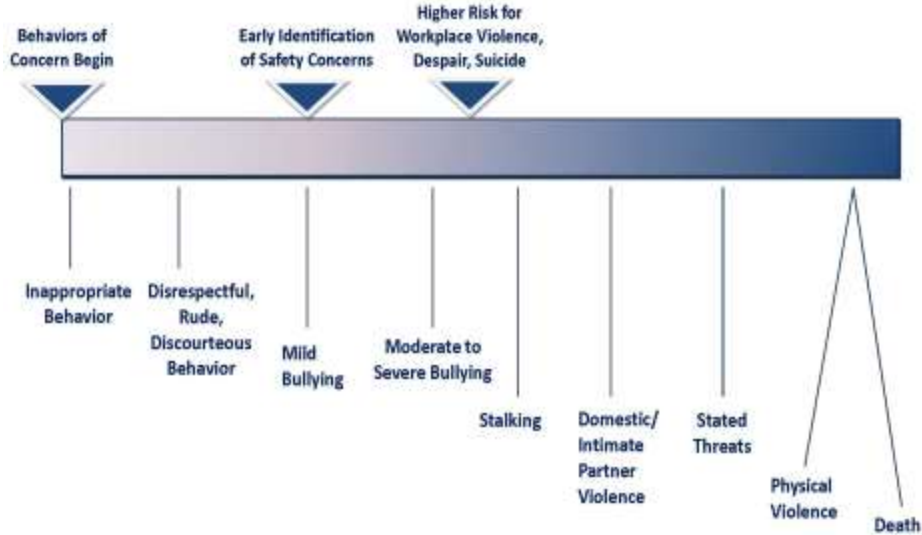 Behaviors of
Concern Begin
Early Identification
of Safety Concerns
Higher Risk for
Workplace Violence,
Despair, Suicide
Inappropriate
Behavior
Disrespectful,
Rude,
Discourteous
Behavior
Mild
Bullying
Moderate to
Severe Bullying
Stalking
Domestic/
Intimate
Partner
Violence
Stated
Threats
Physical
Violence
Death